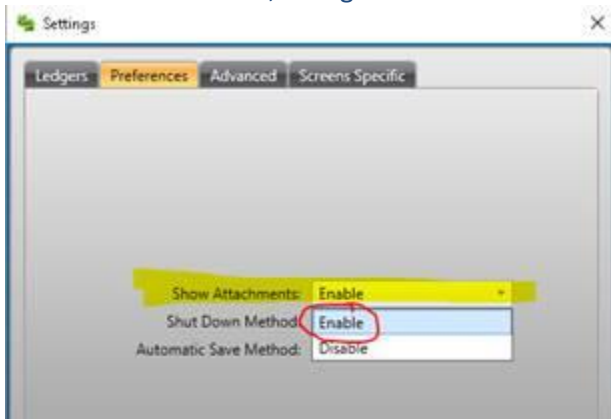 Settings
Ledgers Preferences Advanced Screens Specific
Show Attachments: Enable
Shut Down Method: Enable
Automatic Save Method: Disable